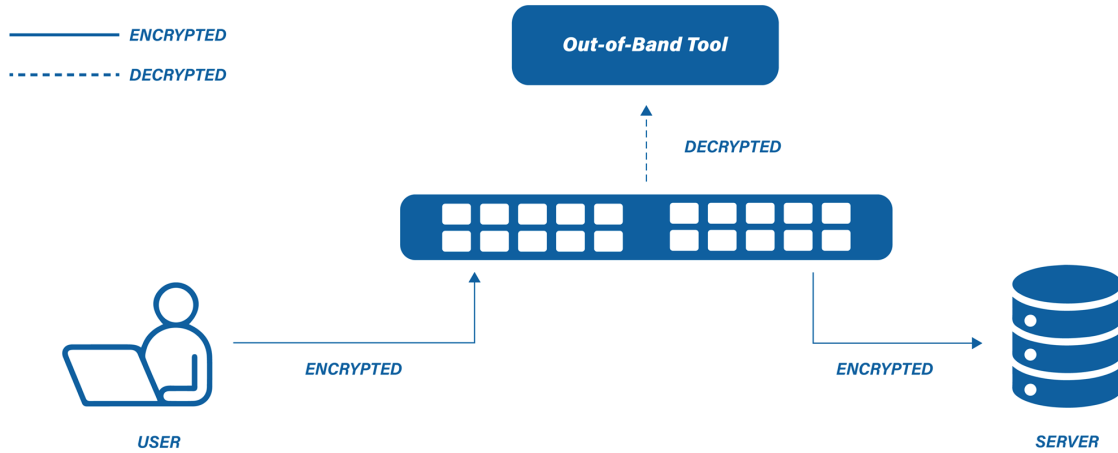 ENCRYPTED
DECRYPTED
Out-of-Band Tool
DECRYPTED
ENCRYPTED
ENCRYPTED
USER
SERVER